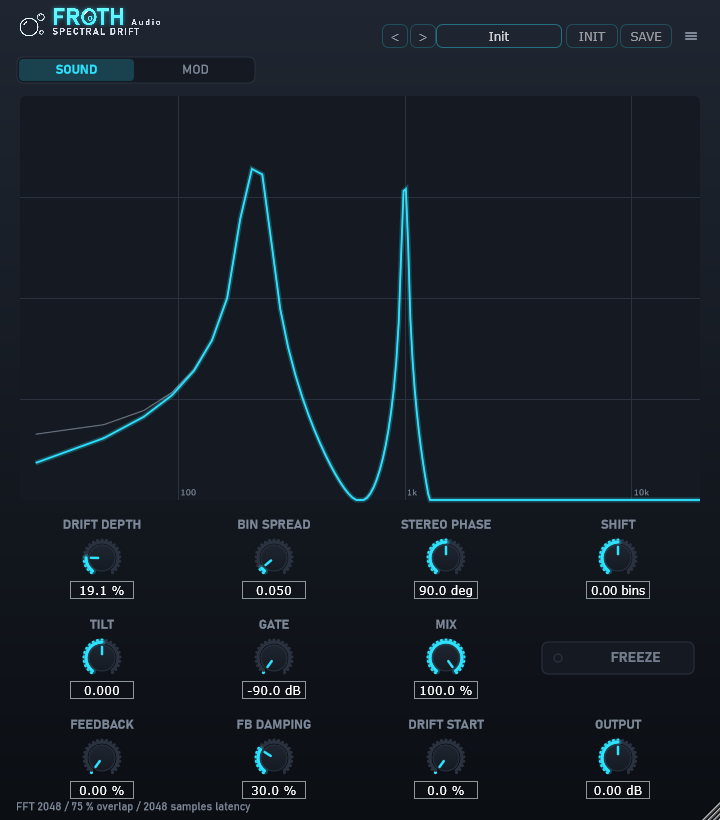 FROTH Audio
SPECTRAL DRIFT
< > Init INIT SAVE
SOUND MOD
100 1k 10k
DRIFT DEPTH BIN SPREAD STEREO PHASE SHIFT
19.1 % 0.050 90.0 deg 0.00 bins
TILT GATE MIX
FREEZE
0.000 -90.0 dB 100.0 %
FEEDBACK FB DAMPING DRIFT START OUTPUT
0.00 % 30.0 % 0.0 % 0.00 dB
FFT 2048 / 75 % overlap / 2048 samples latency